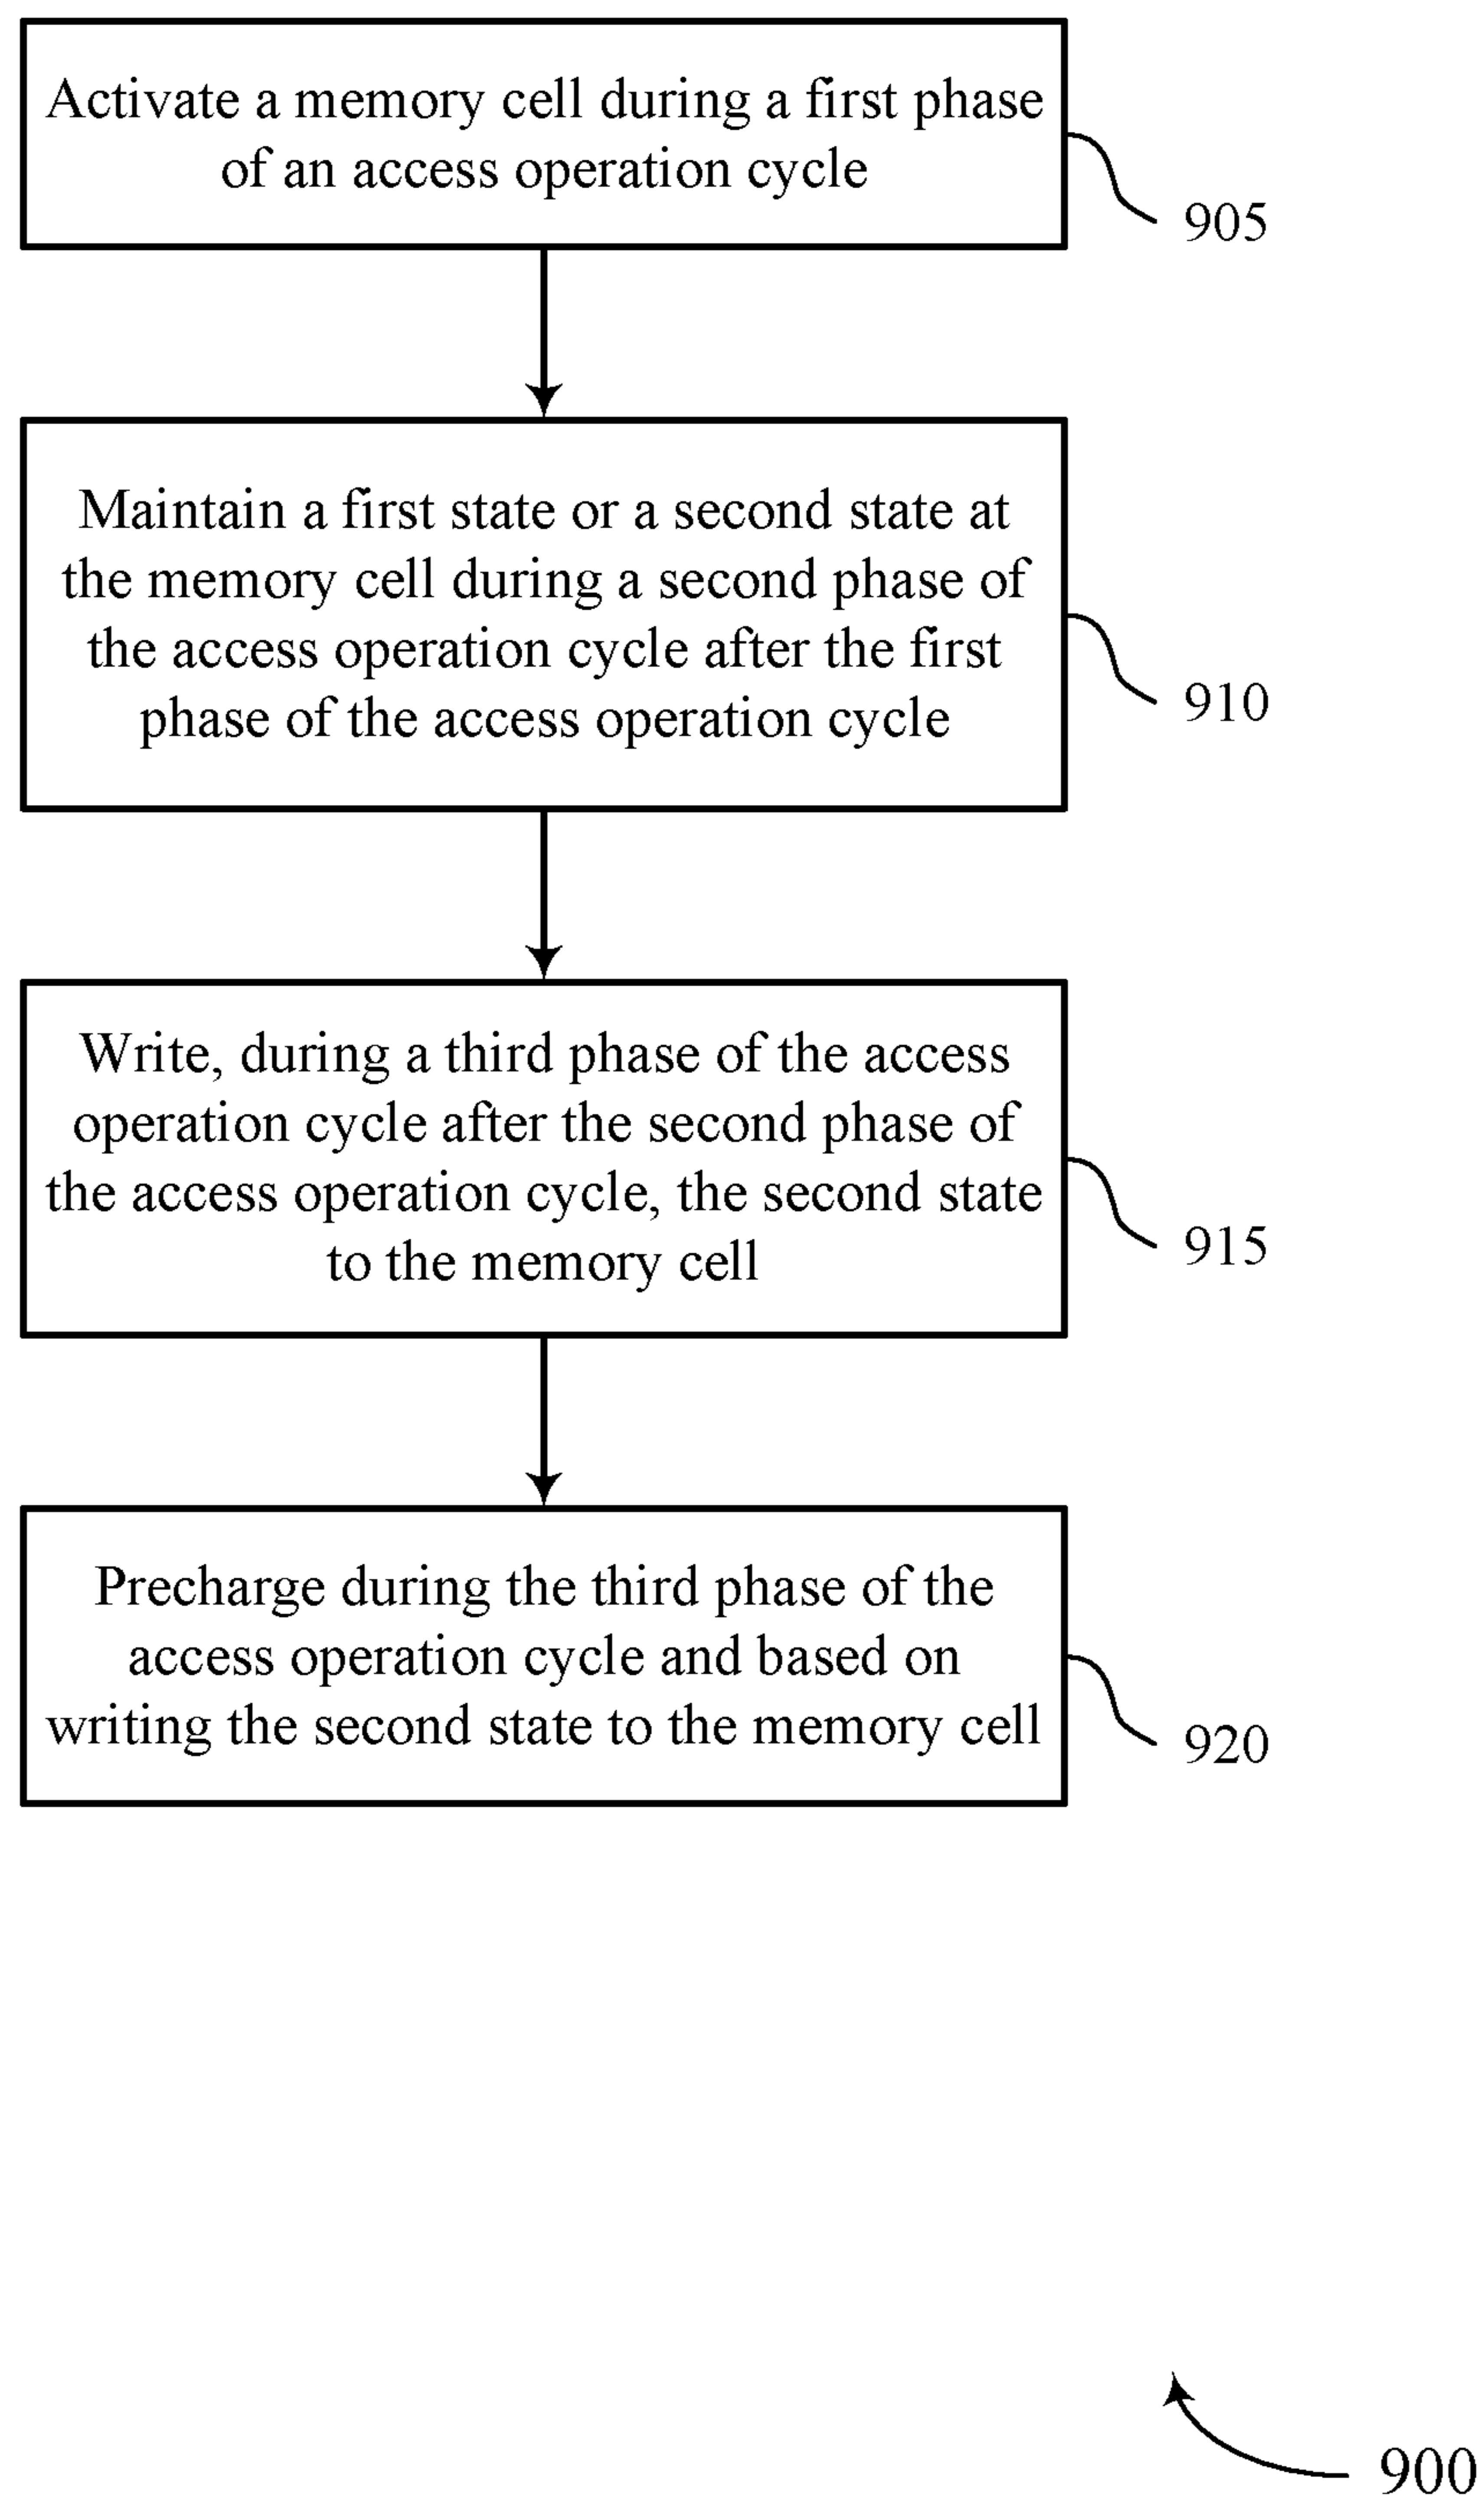 Activate a memory cell during a first phase
of an access operation cycle
905
Maintain a first state or a second state at
the memory cell during a second phase of
the access operation cycle after the first
phase of the access operation cycle
910
Write, during a third phase of the access
operation cycle after the second phase of
the access operation cycle, the second state
to the memory cell
915
Precharge during the third phase of the
access operation cycle and based on
writing the second state to the memory cell
920
900